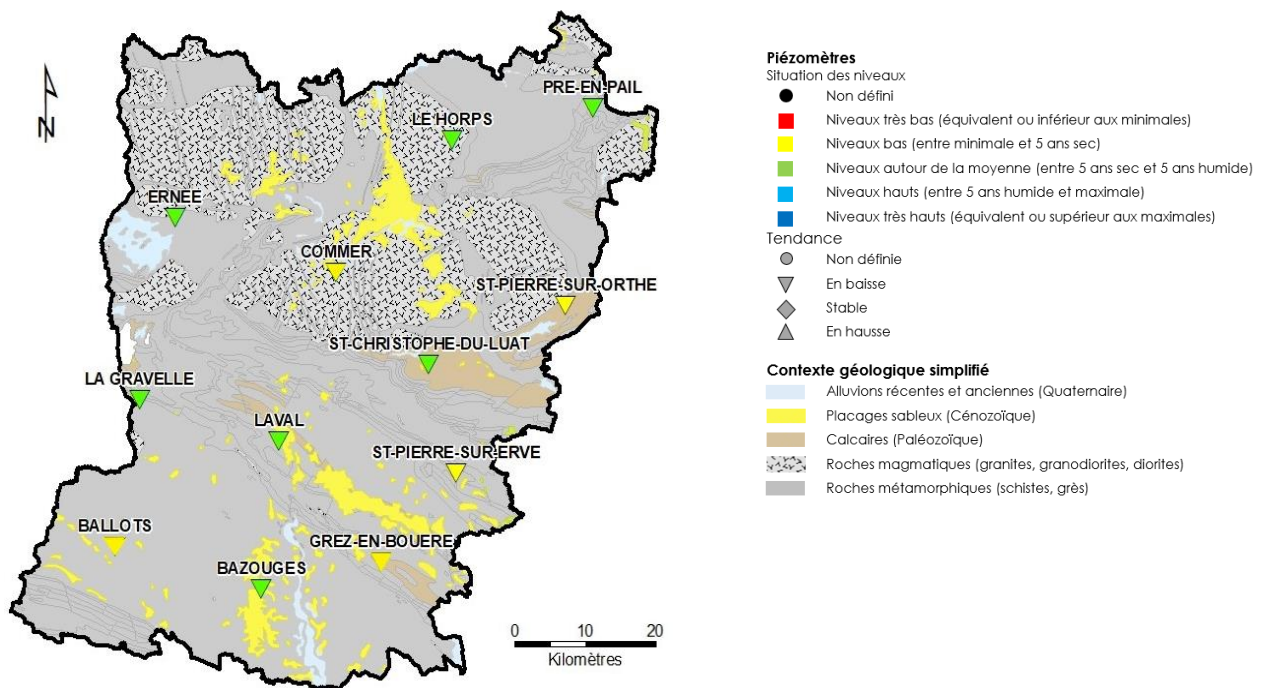 N
PRE-EN-PAIL
LE HORPS
ERNEE
COMMER
ST-PIERRE-SUR-ORTHE
ST-CHRISTOPHE-DU-LUAT
LA GRAVELLE
LAVAL
ST-PIERRE-SUR-ERVE
BALLOTS
GREZ-EN-BOUERE
BAZOUGES
0 10 20
Kilomètres
Piézomètres
Situation des niveaux
Non défini
Niveaux très bas (équivalent ou inférieur aux minimales)
Niveaux bas (entre minimale et 5 ans sec)
Niveaux autour de la moyenne (entre 5 ans sec et 5 ans humide)
Niveaux hauts (entre 5 ans humide et maximale)
Niveaux très hauts (équivalent ou supérieur aux maximales)
Tendance
Non définie
En baisse
Stable
En hausse
Contexte géologique simplifié
Alluvions récentes et anciennes (Quaternaire)
Placages sableux (Cénozoïque)
Calcaires (Paléozoïque)
Roches magmatiques (granites, granodiorites, diorites)
Roches métamorphiques (schistes, grès)